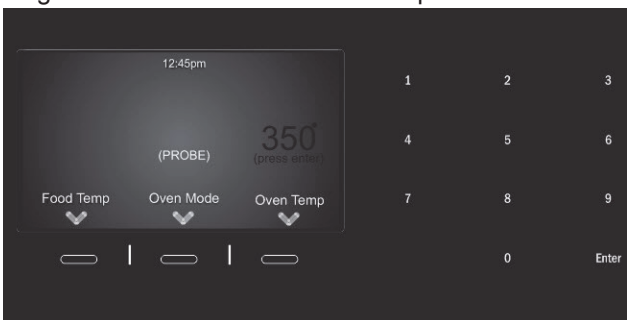 12:45pm
350°
(PROBE)
(press enter)
Food Temp
Oven Mode
Oven Temp
1 2 3
4 5 6
7 8 9
0 Enter